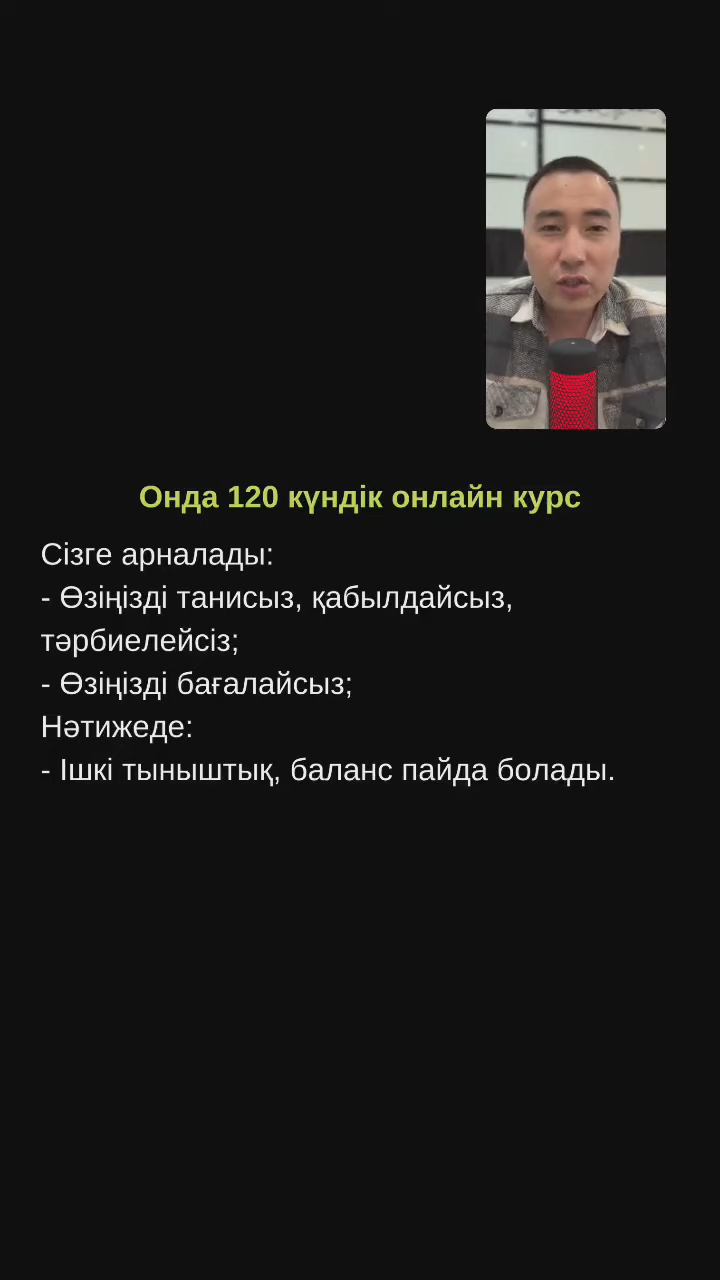 Онда 120 күндік онлайн курс
Сізге арналады:
- Өзіңізді танисыз, қабылдайсыз,
тәрбиелейсіз;
- Өзіңізді бағалайсыз;
Нәтижеде:
- Ішкі тыныштық, баланс пайда болады.